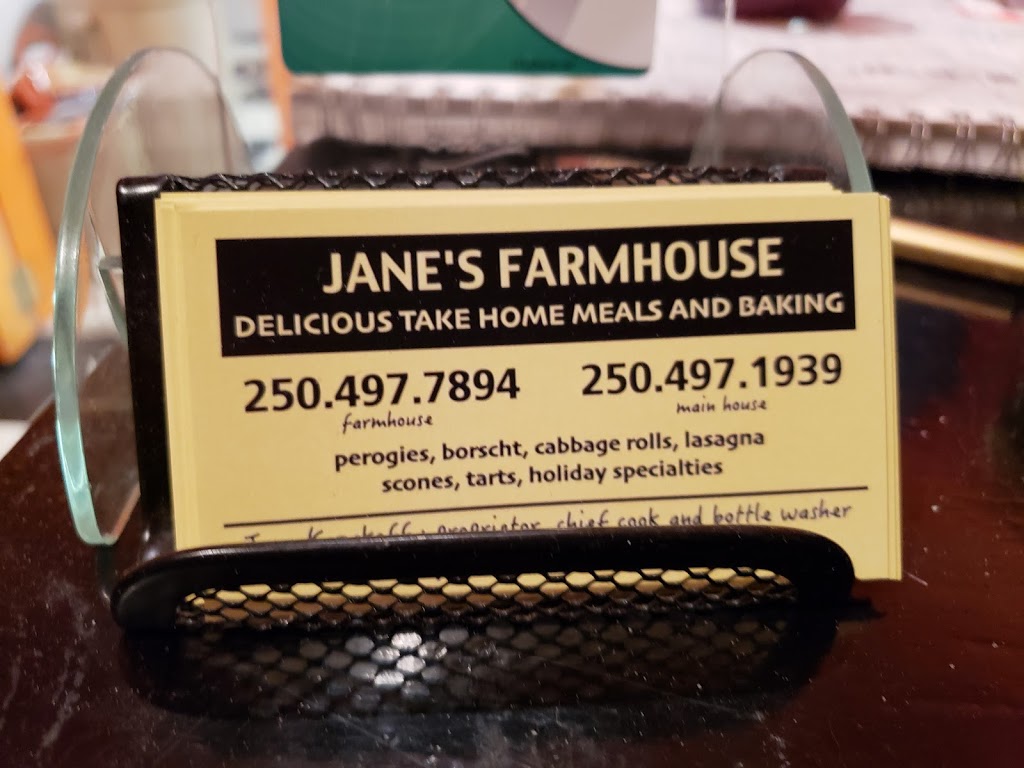 JANE'S FARMHOUSE
DELICIOUS TAKE HOME MEALS AND BAKING
250.497.7894 250.497.1939
farmhouse main house
perogies, borscht, cabbage rolls, lasagna
scones, tarts, holiday specialties
proprietor, chief cook and bottle washer